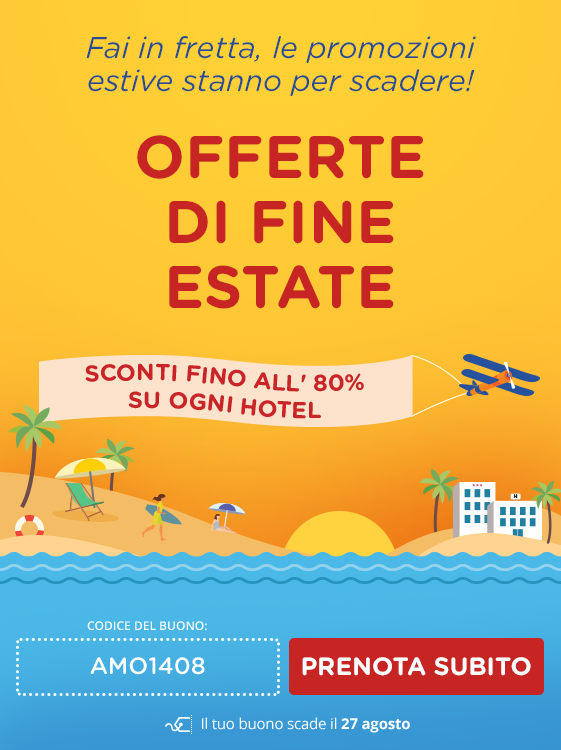 Fai in fretta, le promozioni
estive stanno per scadere!
OFFERTE
DI FINE
ESTATE
SCONTI FINO ALL' 80%
SU OGNI HOTEL
H
CODICE DEL BUONO:
AMO1408
PRENOTA SUBITO
Il tuo buono scade il 27 agosto